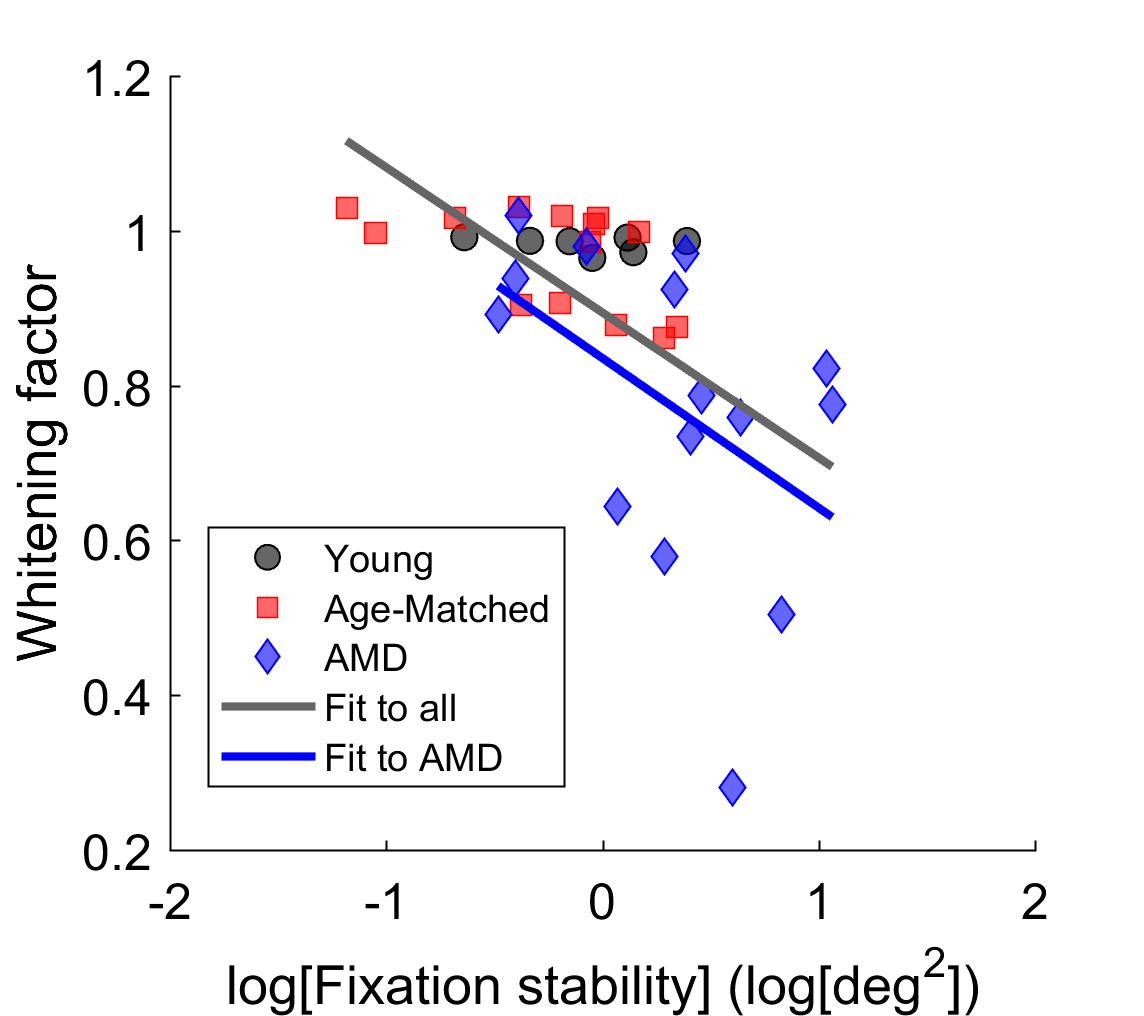 1.2
1
0.8
0.6
0.4
0.2
Whitening factor
Young
Age-Matched
AMD
Fit to all
Fit to AMD
-2 -1 0 1 2
log[Fixation stability] (log[deg²])